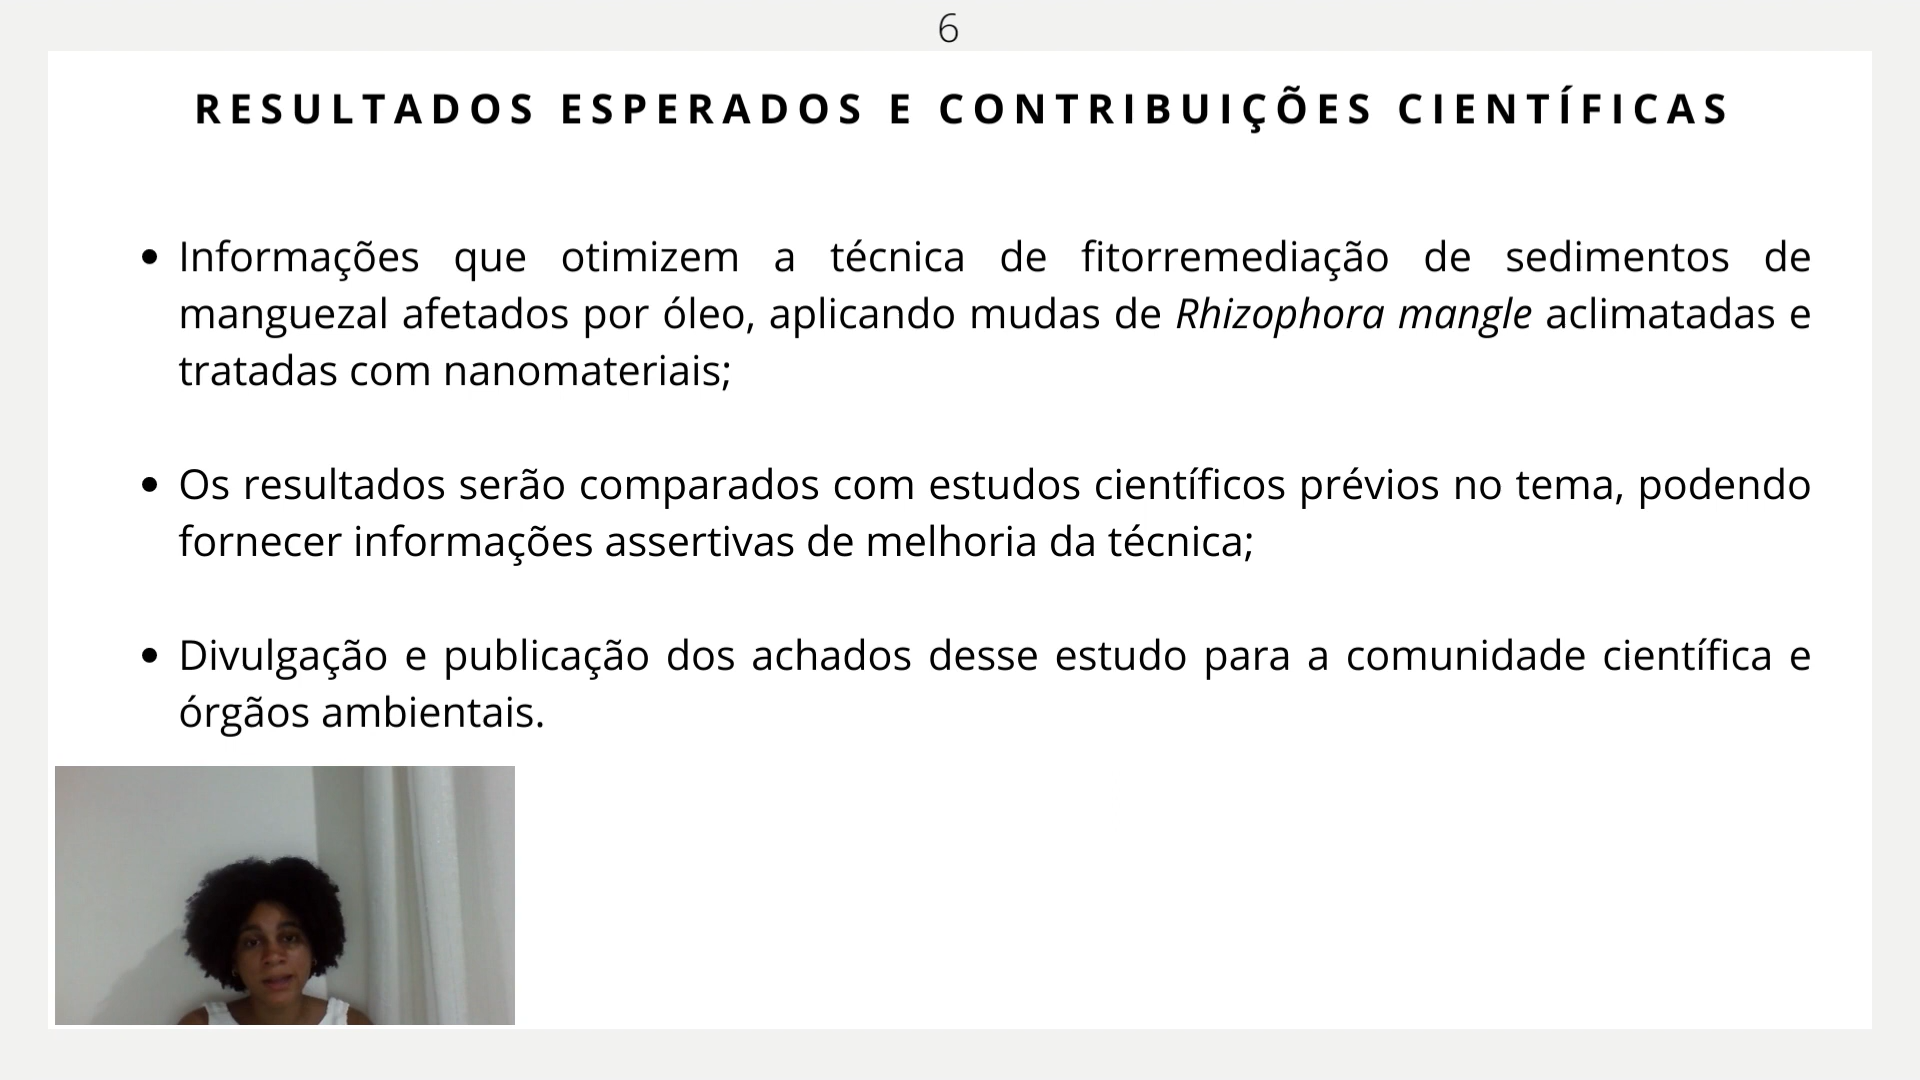 6
RESULTADOS ESPERADOS E CONTRIBUIÇÕES CIENTÍFICAS
• Informações que otimizem a técnica de fitorremediação de sedimentos de
manguezal afetados por óleo, aplicando mudas de Rhizophora mangle aclimatadas e
tratadas com nanomateriais;
• Os resultados serão comparados com estudos científicos prévios no tema, podendo
fornecer informações assertivas de melhoria da técnica;
• Divulgação e publicação dos achados desse estudo para a comunidade científica e
órgãos ambientais.